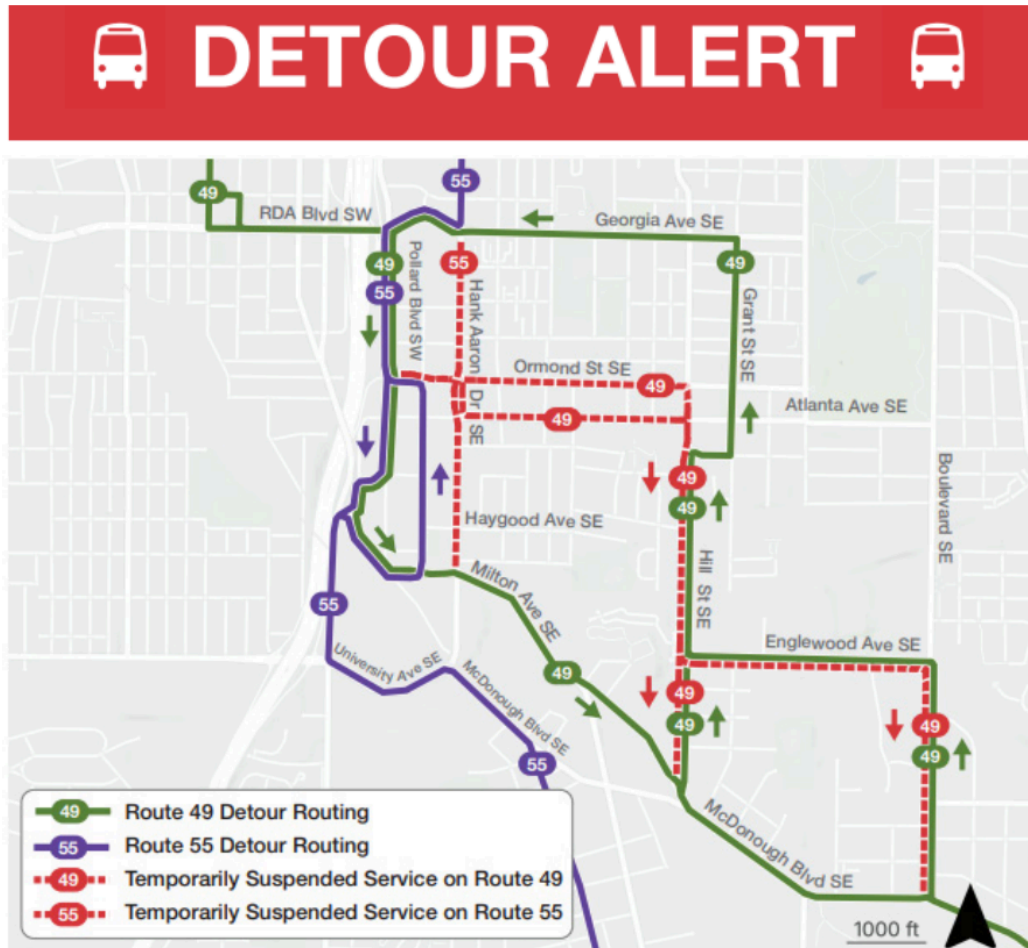 DETOUR ALERT
55
49
RDA Blvd SW
Georgia Ave SE
49
55
49
55
Pollard Blvd SW
Hank Aaron Dr SE
Grant St SE
Ormond St SE
49
Atlanta Ave SE
49
Boulevard SE
49
49
Haygood Ave SE
Hill St SE
Milton Ave SE
55
Englewood Ave SE
University Ave SE
McDonough Blvd SE
49
49
49
49
49
55
McDonough Blvd SE
49 Route 49 Detour Routing
55 Route 55 Detour Routing
49 Temporarily Suspended Service on Route 49
55 Temporarily Suspended Service on Route 55
1000 ft